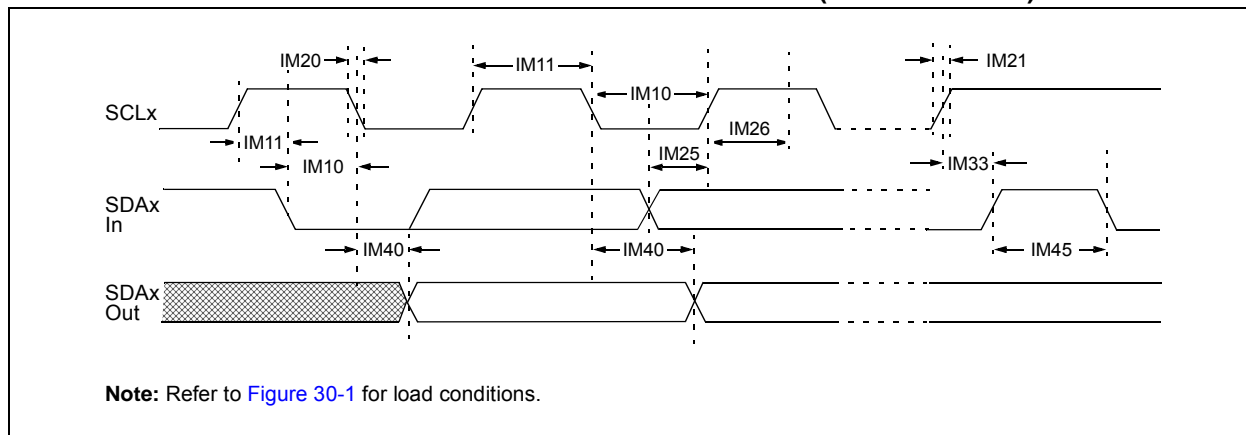 IM20
IM11
IM21
SCLx
IM10
IM11
IM26
IM10
IM25
IM33
SDAx
In
IM40
IM40
IM45
SDAx
Out
Note: Refer to Figure 30-1 for load conditions.